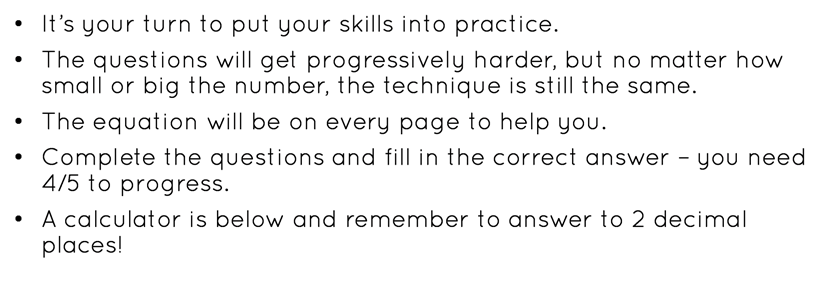 • It's your turn to put your skills into practice.
• The questions will get progressively harder, but no matter how
small or big the number, the technique is still the same.
• The equation will be on every page to help you.
• Complete the questions and fill in the correct answer – you need
4/5 to progress.
• A calculator is below and remember to answer to 2 decimal
places!